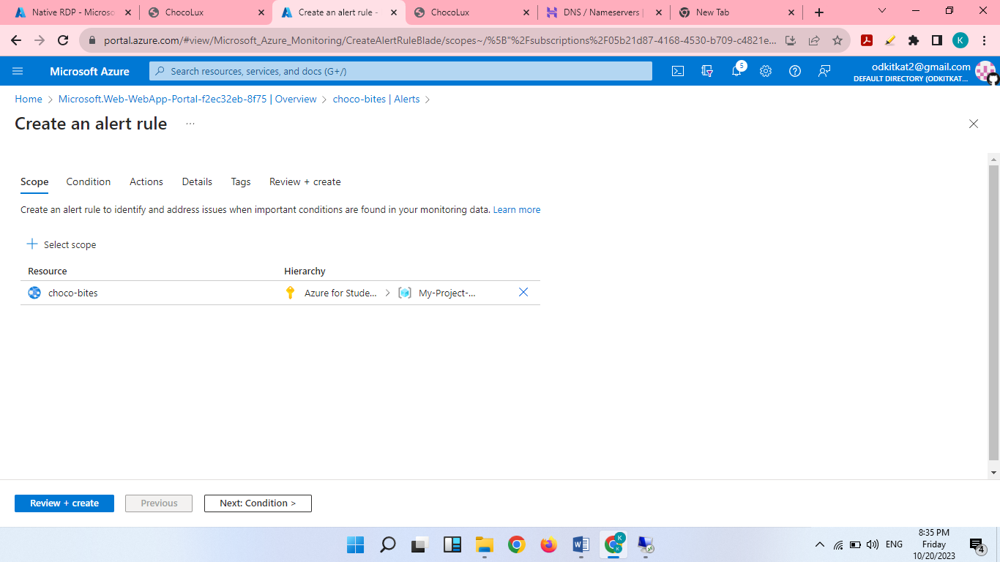 Native RDP - Microso
ChocoLux
Create an alert rule -
ChocoLux
DNS / Nameservers |
New Tab
portal.azure.com/#view/Microsoft_Azure_Monitoring/CreateAlertRuleBlade/scopes~/%5B"%2Fsubscriptions%2F05b21d87-4168-4530-b709-c4821e...
K
Microsoft Azure
Search resources, services, and docs (G+/)
5
odkitkat2@gmail.com
DEFAULT DIRECTORY (ODKITKAT...
Home > Microsoft.Web-WebApp-Portal-f2ec32eb-8f75 | Overview > choco-bites | Alerts >
Create an alert rule ...
Scope Condition Actions Details Tags Review + create
Create an alert rule to identify and address issues when important conditions are found in your monitoring data. Learn more
Select scope
Resource Hierarchy
choco-bites Azure for Stude... > My-Project-...
Review + create Previous Next: Condition >
K
K
ENG
8:35 PM
Friday
10/20/2023
4